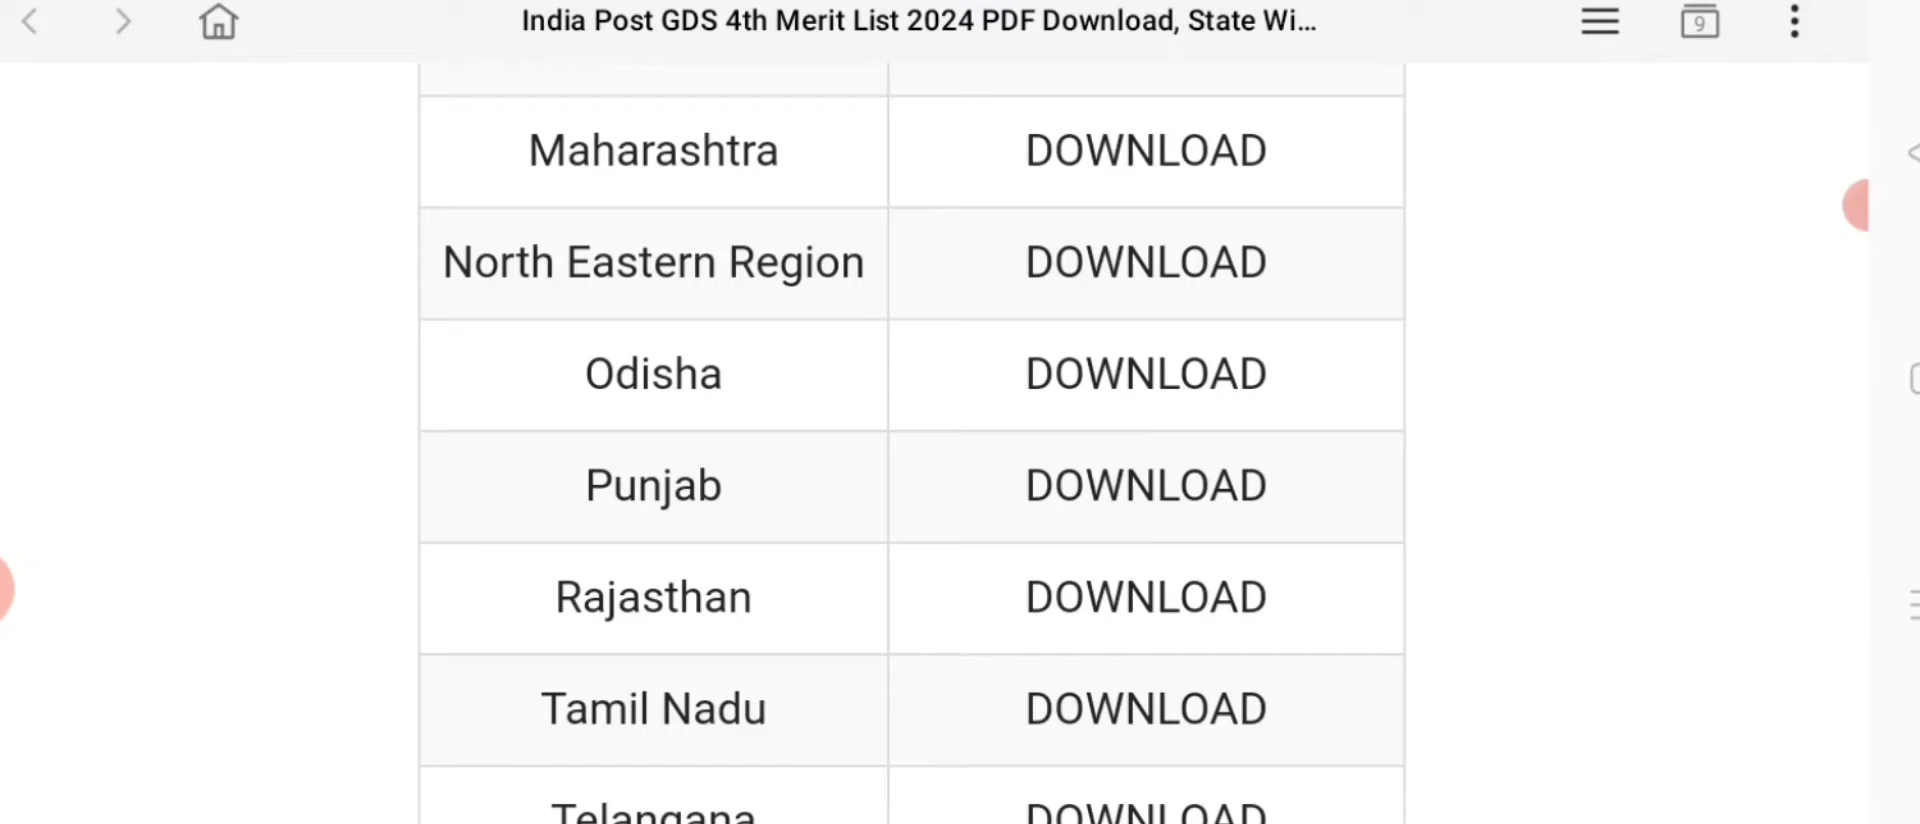 India Post GDS 4th Merit List 2024 PDF Download, State Wi...
9
Maharashtra DOWNLOAD
North Eastern Region DOWNLOAD
Odisha DOWNLOAD
Punjab DOWNLOAD
Rajasthan DOWNLOAD
Tamil Nadu DOWNLOAD
Telangana DOWNLOAD